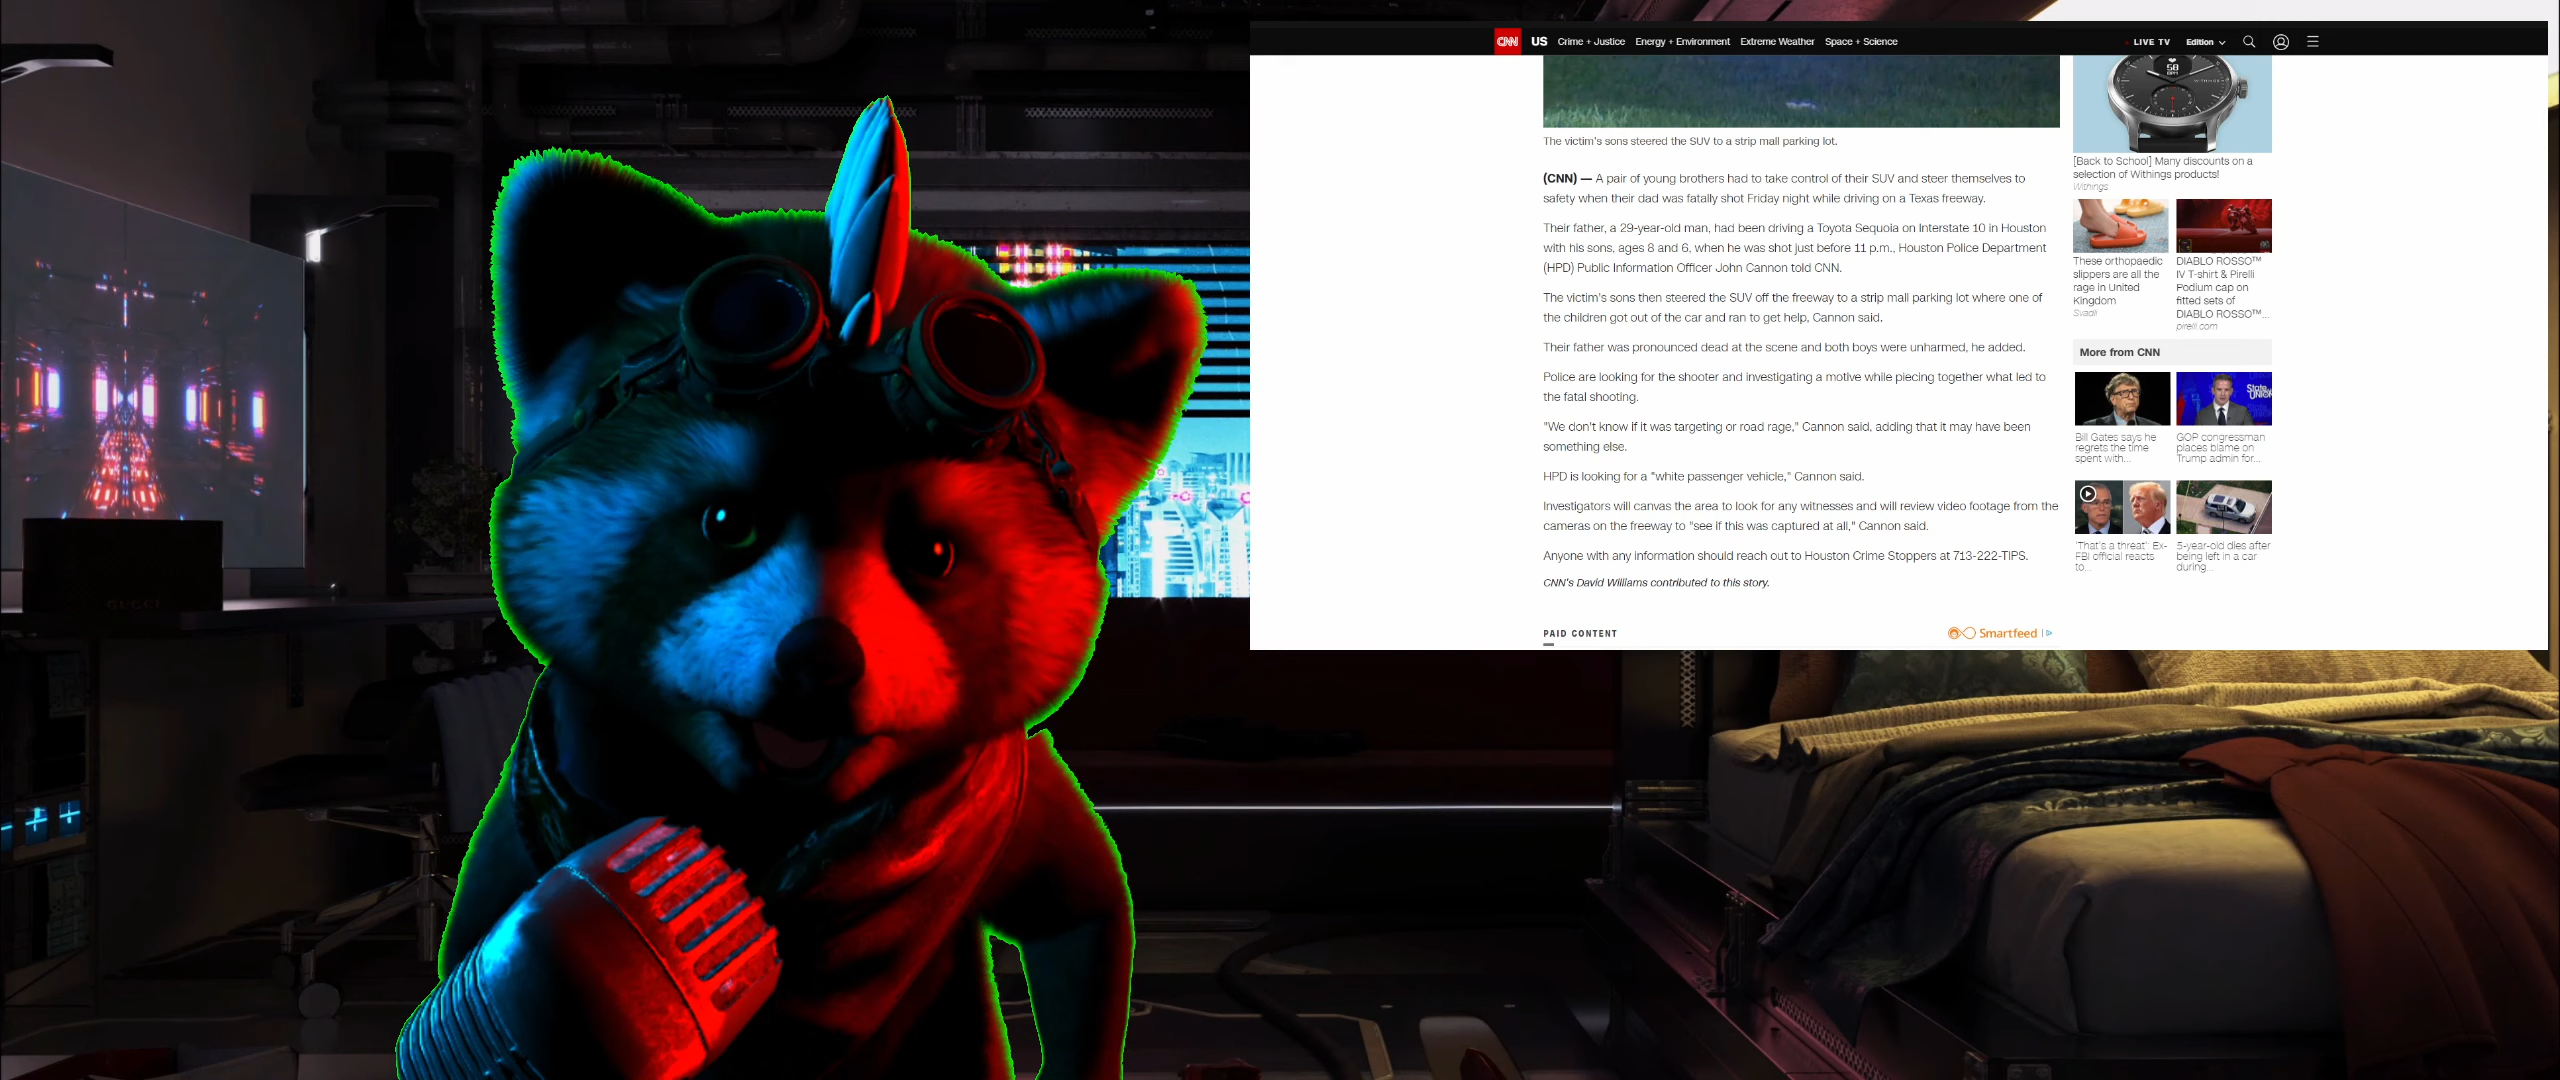 CNN US Crime + Justice Energy + Environment Extreme Weather Space + Science LIVE TV Edition
The victim's sons steered the SUV to a strip mall parking lot.
(CNN) — A pair of young brothers had to take control of their SUV and steer themselves to
safety when their dad was fatally shot Friday night while driving on a Texas freeway.
Their father, a 29-year-old man, had been driving a Toyota Sequoia on Interstate 10 in Houston
with his sons, ages 8 and 6, when he was shot just before 11 p.m., Houston Police Department
(HPD) Public Information Officer John Cannon told CNN.
The victim's sons then steered the SUV off the freeway to a strip mall parking lot where one of
the children got out of the car and ran to get help, Cannon said.
Their father was pronounced dead at the scene and both boys were unharmed, he added.
Police are looking for the shooter and investigating a motive while piecing together what led to
the fatal shooting.
"We don't know if it was targeting or road rage," Cannon said, adding that it may have been
something else.
HPD is looking for a "white passenger vehicle," Cannon said.
Investigators will canvas the area to look for any witnesses and will review video footage from the
cameras on the freeway to "see if this was captured at all," Cannon said.
Anyone with any information should reach out to Houston Crime Stoppers at 713-222-TIPS.
CNN's David Williams contributed to this story.
PAID CONTENT
Smartfeed
58
[Back to School] Many discounts on a
selection of Withings products!
Withings
These orthopaedic
slippers are all the
rage in United
Kingdom
Svadii
DIABLO ROSSO™
IV T-shirt & Pirelli
Podium cap on
fitted sets of
DIABLO ROSSO™...
pirelli.com
More from CNN
Bill Gates says he
regrets the time
spent with...
State
UNION
GOP congressman
places blame on
Trump admin for...
'That's a threat': Ex-
FBI official reacts
to...
5-year-old dies after
being left in a car
during...
GUCCI